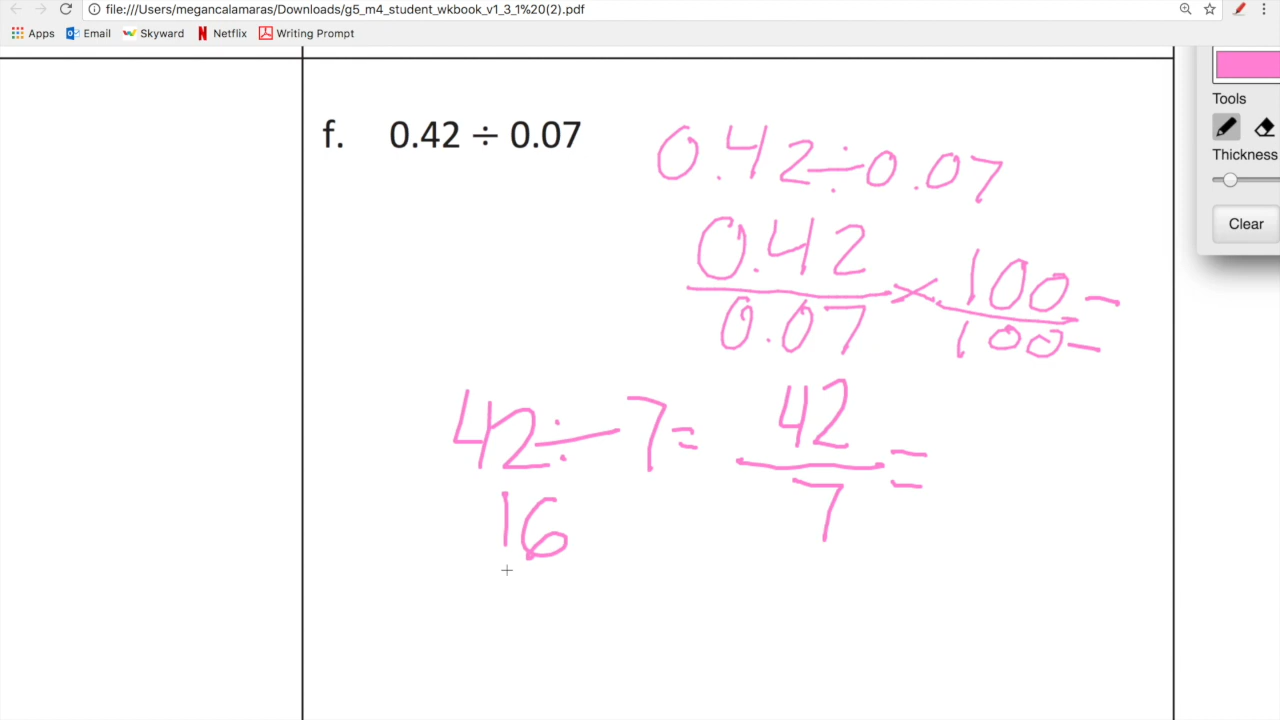 file:///Users/megancalamaras/Downloads/g5_m4_student_wkbook_v1_3_1%20(2).pdf
Apps Email Skyward Netflix Writing Prompt
Tools
Thickness
Clear
f. 0.42 ÷ 0.07
0.42÷0.07
0.42/0.07 × 100/100
42÷7= 42/7 =
16